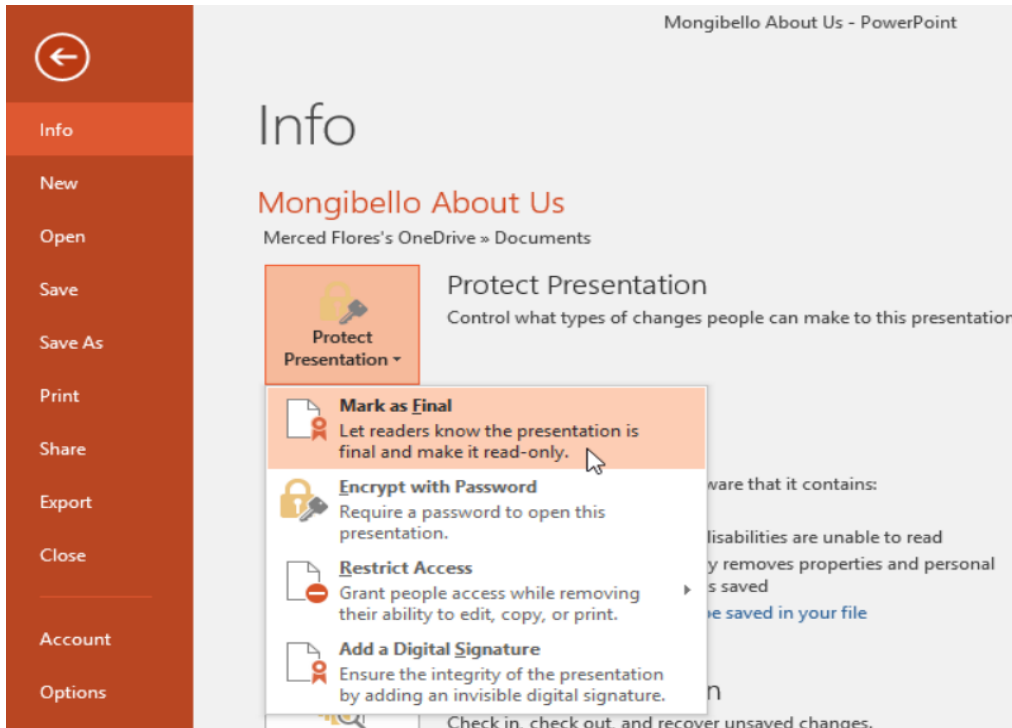 Mongibello About Us - PowerPoint
Info
New
Open
Save
Save As
Print
Share
Export
Close
Account
Options
Info
Mongibello About Us
Merced Flores's OneDrive » Documents
Protect
Presentation
Protect Presentation
Control what types of changes people can make to this presentation
Mark as Final
Let readers know the presentation is
final and make it read-only.
Encrypt with Password
Require a password to open this
presentation.
Restrict Access
Grant people access while removing
their ability to edit, copy, or print.
Add a Digital Signature
Ensure the integrity of the presentation
by adding an invisible digital signature.
that it contains:
are unable to read
removes properties and personal
saved
saved in your file
Check in, check out, and recover unsaved changes.